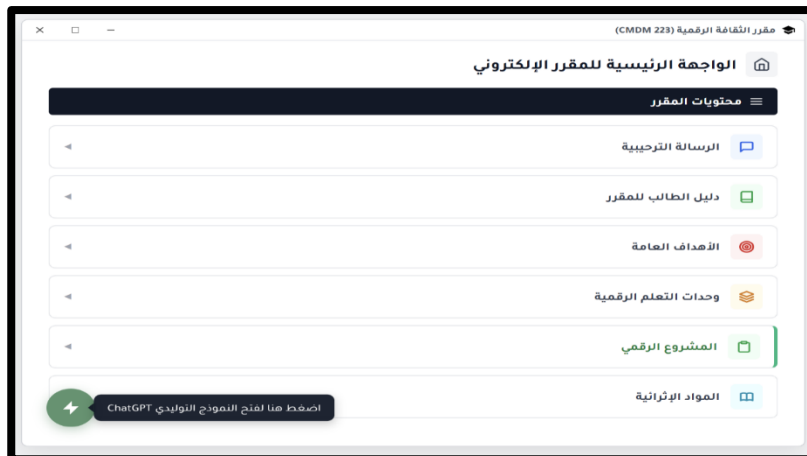 مقرر الثقافة الرقمية (CMDM 223)
الواجهة الرئيسية للمقرر الإلكتروني
محتويات المقرر
الرسالة الترحيبية
دليل الطالب للمقرر
الأهداف العامة
وحدات التعلم الرقمية
المشروع الرقمي
المواد الإثرائية
اضغط هنا لفتح النموذج التوليدي ChatGPT